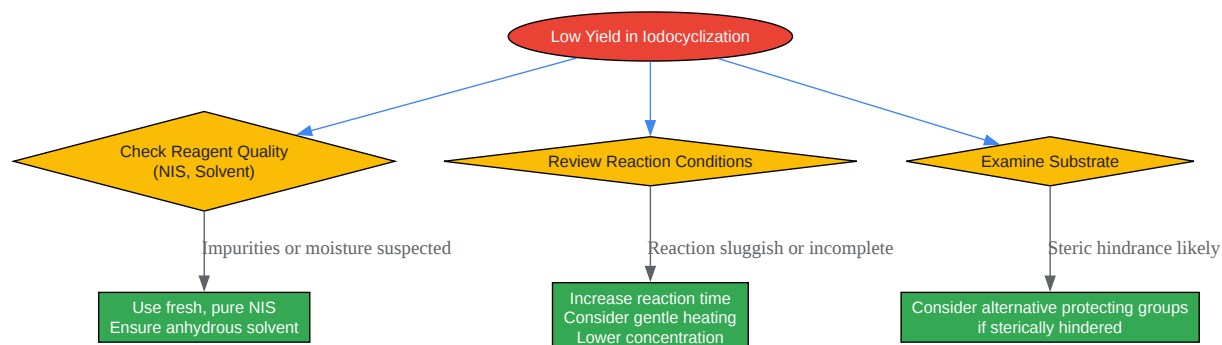 Low Yield in Iodocyclization
Check Reagent Quality
(NIS, Solvent)
Review Reaction Conditions
Examine Substrate
Impurities or moisture suspected
Reaction sluggish or incomplete
Steric hindrance likely
Use fresh, pure NIS
Ensure anhydrous solvent
Increase reaction time
Consider gentle heating
Lower concentration
Consider alternative protecting groups
if sterically hindered